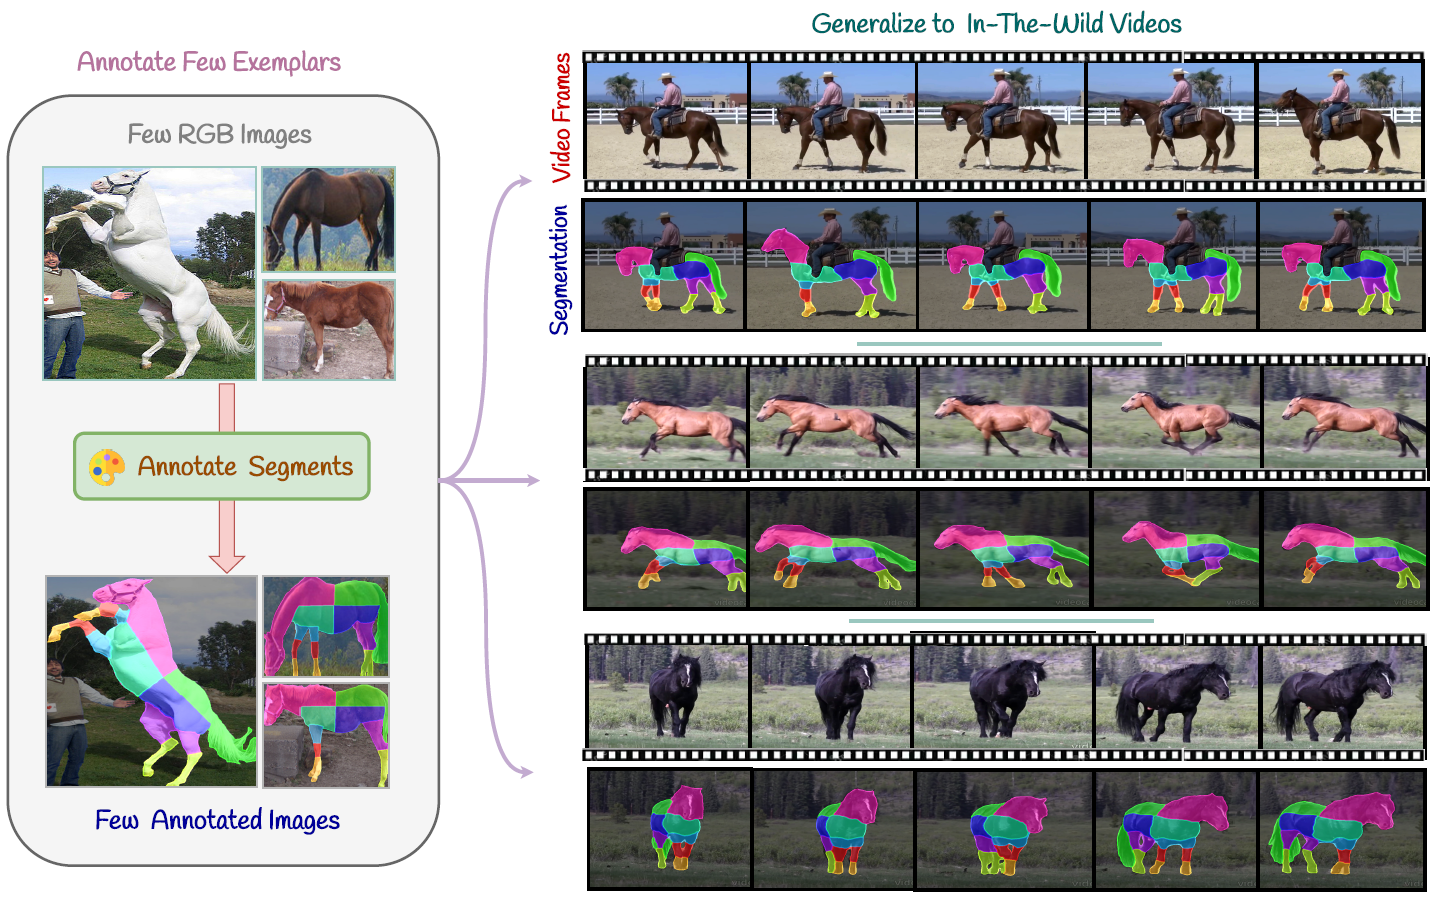 Generalize to In-The-Wild Videos
Annotate Few Exemplars
Few RGB Images
Annotate Segments
Few Annotated Images
Video Frames
Segmentation